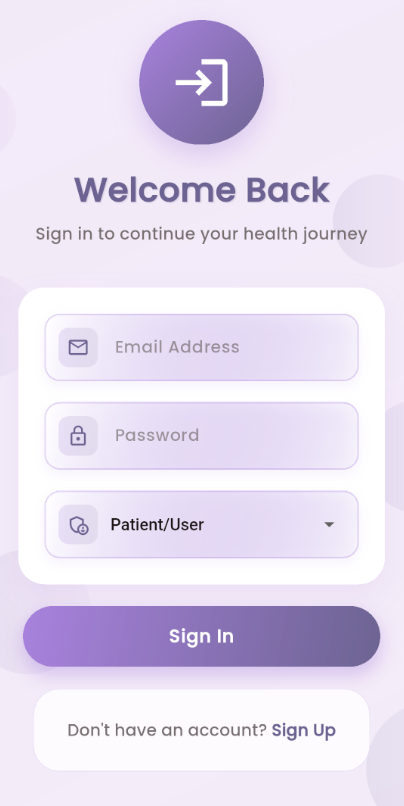 Welcome Back
Sign in to continue your health journey
Email Address
Password
Patient/User
Sign In
Don't have an account? Sign Up